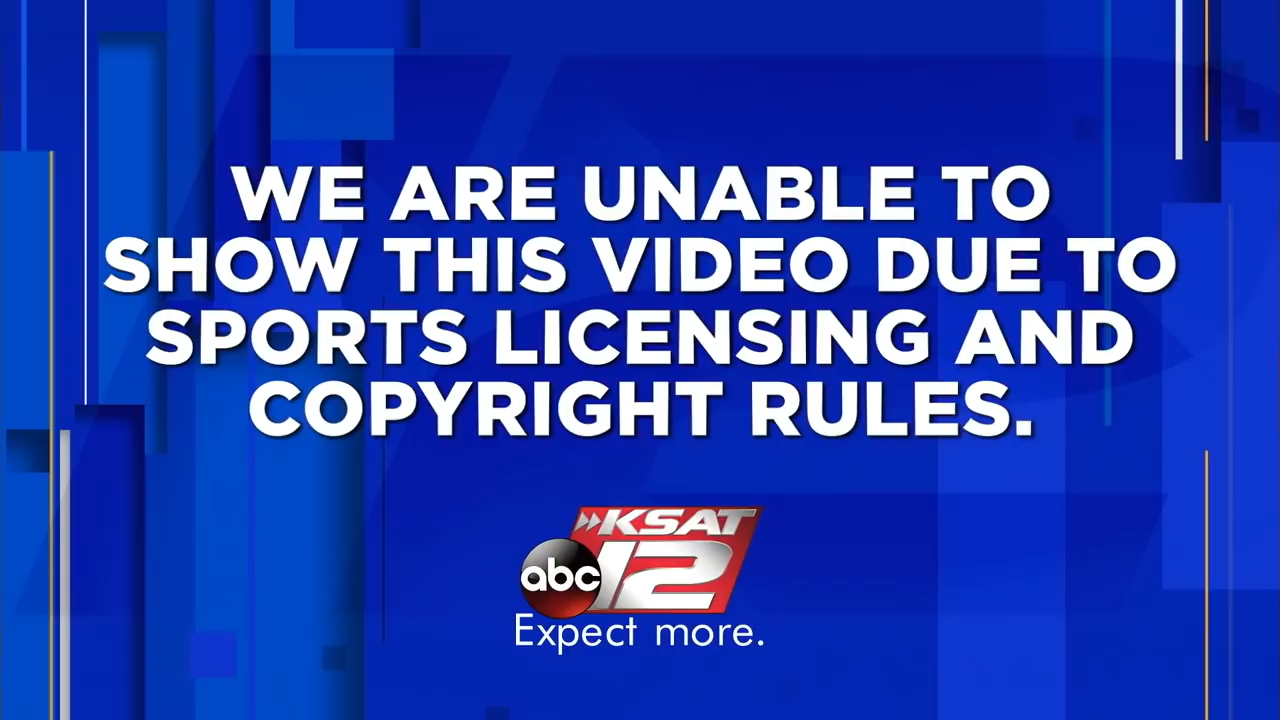 WE ARE UNABLE TO
SHOW THIS VIDEO DUE TO
SPORTS LICENSING AND
COPYRIGHT RULES.
KSAT
abc 12
Expect more.